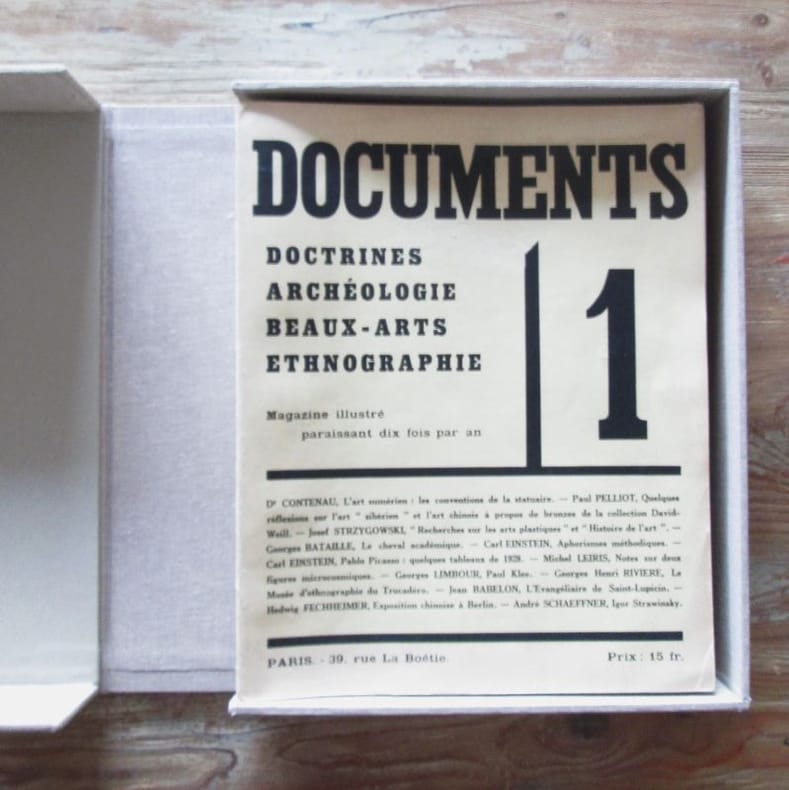 DOCUMENTS
DOCTRINES
ARCHÉOLOGIE
BEAUX-ARTS
ETHNOGRAPHIE
1
Magazine illustré
paraissant dix fois par an
Dr CONTENAU, L'art sumérien : les conventions de la statuaire. — Paul PELLIOT, Quelques
réflexions sur l'art " sibérien " et l'art chinois à propos de bronzes de la collection David-
Weill. — Josef STRZYGOWSKI, " Recherches sur les arts plastiques " et " Histoire de l'art ". —
Georges BATAILLE, Le cheval académique. — Carl EINSTEIN, Aphorismes méthodiques. —
Carl EINSTEIN, Pablo Picasso : quelques tableaux de 1928. — Michel LEIRIS, Notes sur deux
figures microcosmiques. — Georges LIMBOUR, Paul Klee. — Georges Henri RIVIERE, Le
Musée d'ethnographie du Trocadéro. — Jean BABELON, L'Evangéliaire de Saint-Lupicin. —
Hedwig FECHHEIMER, Exposition chinoise à Berlin. — André SCHAEFFNER, Igor Strawinsky.
PARIS. - 39, rue La Boëtie.
Prix : 15 fr.